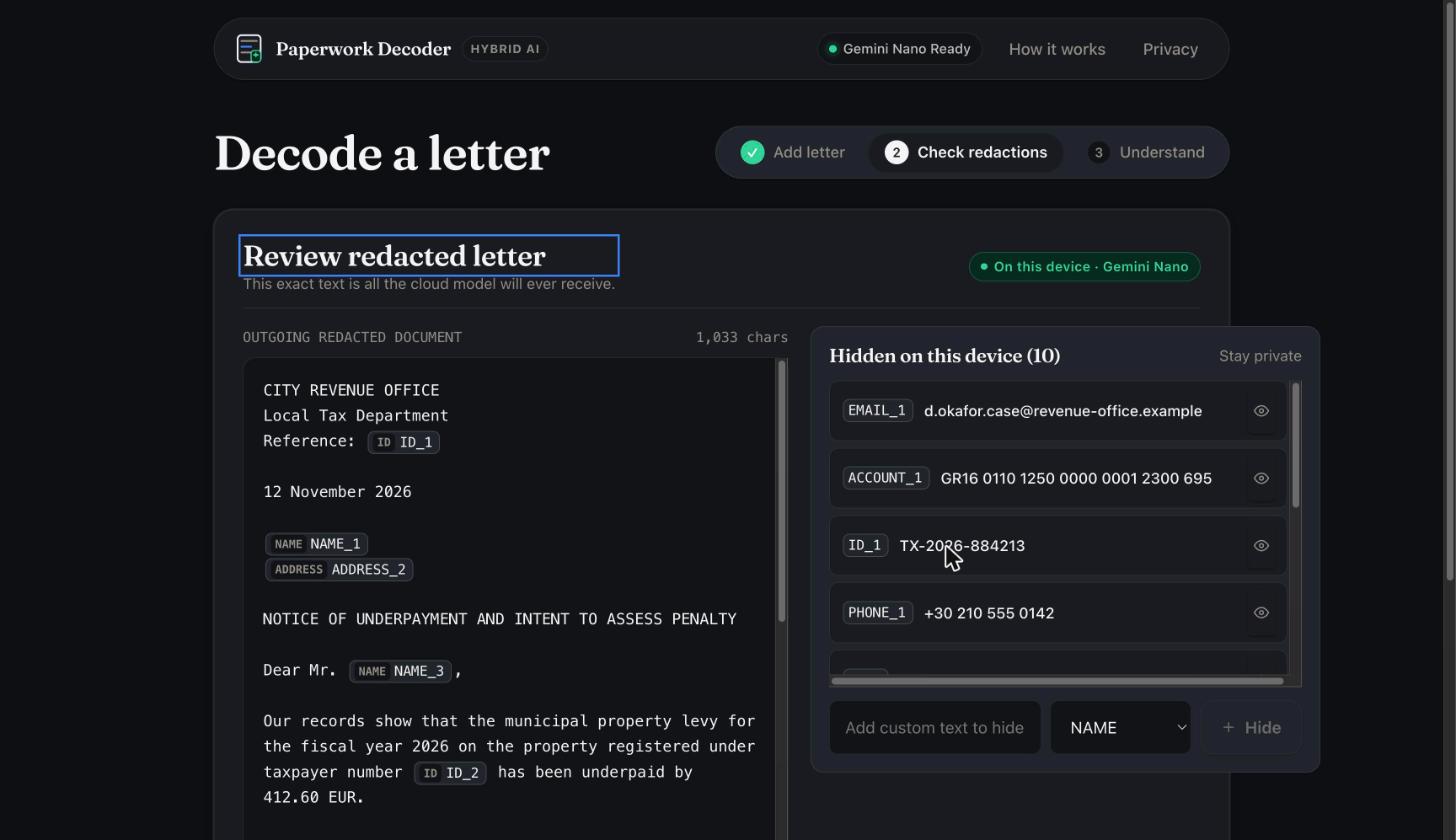 Paperwork Decoder HYBRID AI Gemini Nano Ready How it works Privacy
Decode a letter
Add letter 2 Check redactions 3 Understand
Review redacted letter
This exact text is all the cloud model will ever receive.
On this device · Gemini Nano
OUTGOING REDACTED DOCUMENT 1,033 chars
CITY REVENUE OFFICE
Local Tax Department
Reference: ID ID_1
12 November 2026
NAME NAME_1
ADDRESS ADDRESS_2
NOTICE OF UNDERPAYMENT AND INTENT TO ASSESS PENALTY
Dear Mr. NAME NAME_3,
Our records show that the municipal property levy for
the fiscal year 2026 on the property registered under
taxpayer number ID ID_2 has been underpaid by
412.60 EUR.
Hidden on this device (10) Stay private
EMAIL_1 d.okafor.case@revenue-office.example
ACCOUNT_1 GR16 0110 1250 0000 0001 2300 695
ID_1 TX-2026-884213
PHONE_1 +30 210 555 0142
Add custom text to hide NAME + Hide